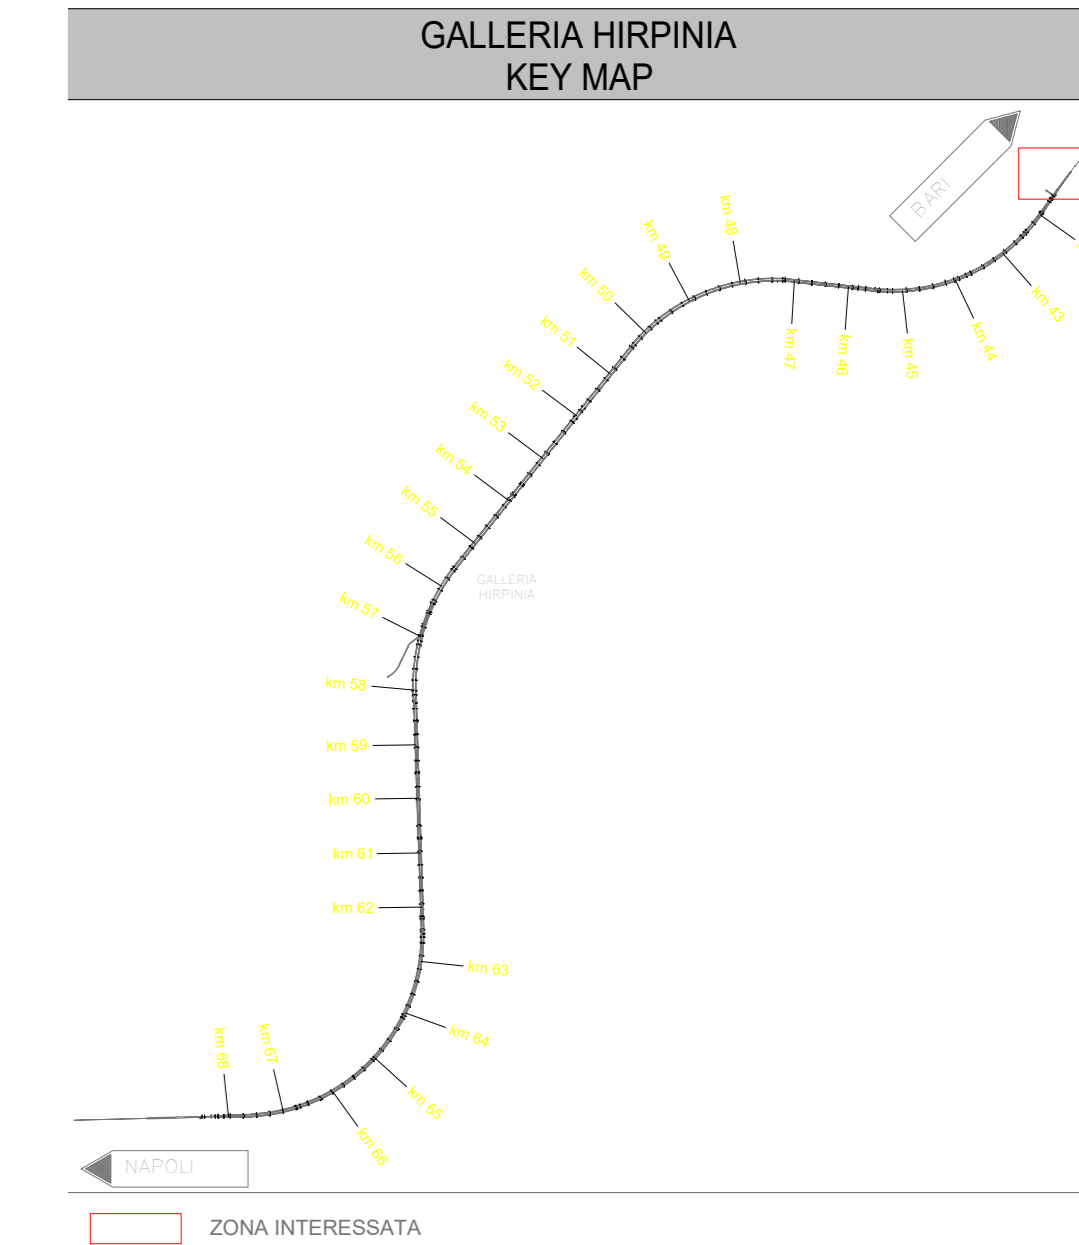 GALLERIA HIRPINIA
KEY MAP
BARI
km 48
km 49
km 50
km 51
km 52
km 53
km 54
km 55
km 56
km 57
km 58
km 59
km 60
km 61
km 62
km 63
km 64
km 65
km 66
km 67
km 68
km 47
km 46
km 45
km 44
km 43
GALLERIA
HIRPINIA
NAPOLI
ZONA INTERESSATA